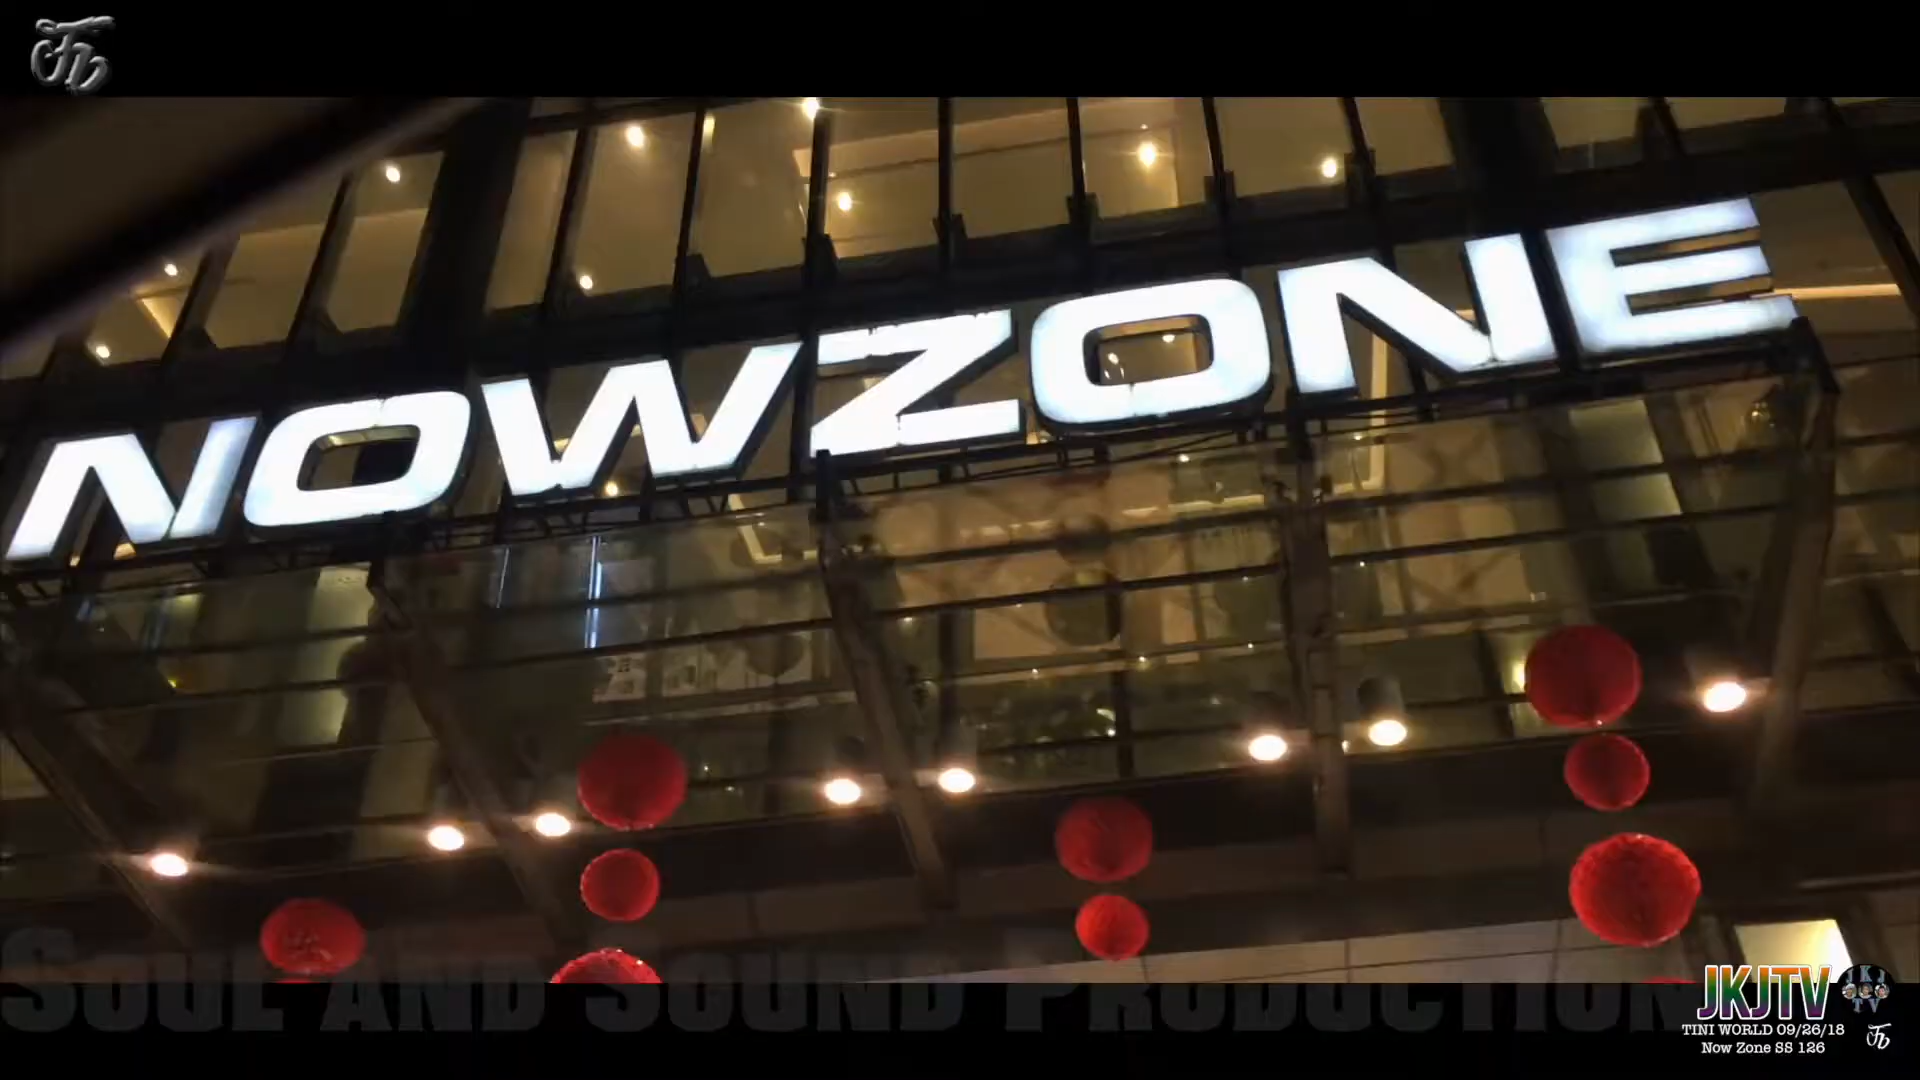 NOWZONE
SOUL AND SOUND PRODUCTION
JKJTV
TINI WORLD 09/26/18
Now Zone SS 126